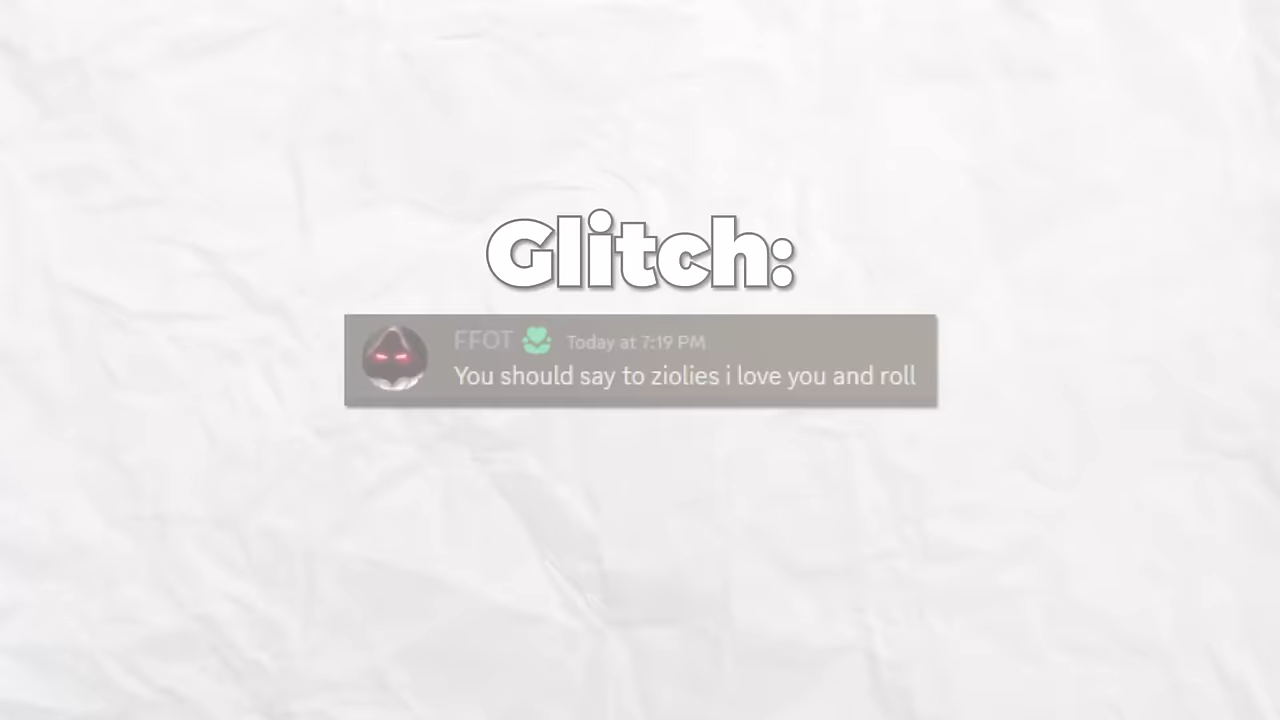 Glitch:
FFOT Today at 7:19 PM
You should say to ziolies i love you and roll